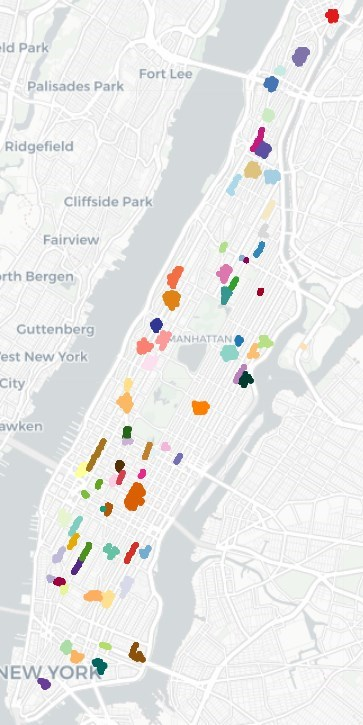 eld Park
Fort Lee
Palisades Park
Ridgefield
Cliffside Park
Fairview
orth Bergen
Guttenberg
MANHATTAN
est New York
City
awken
NEW YORK